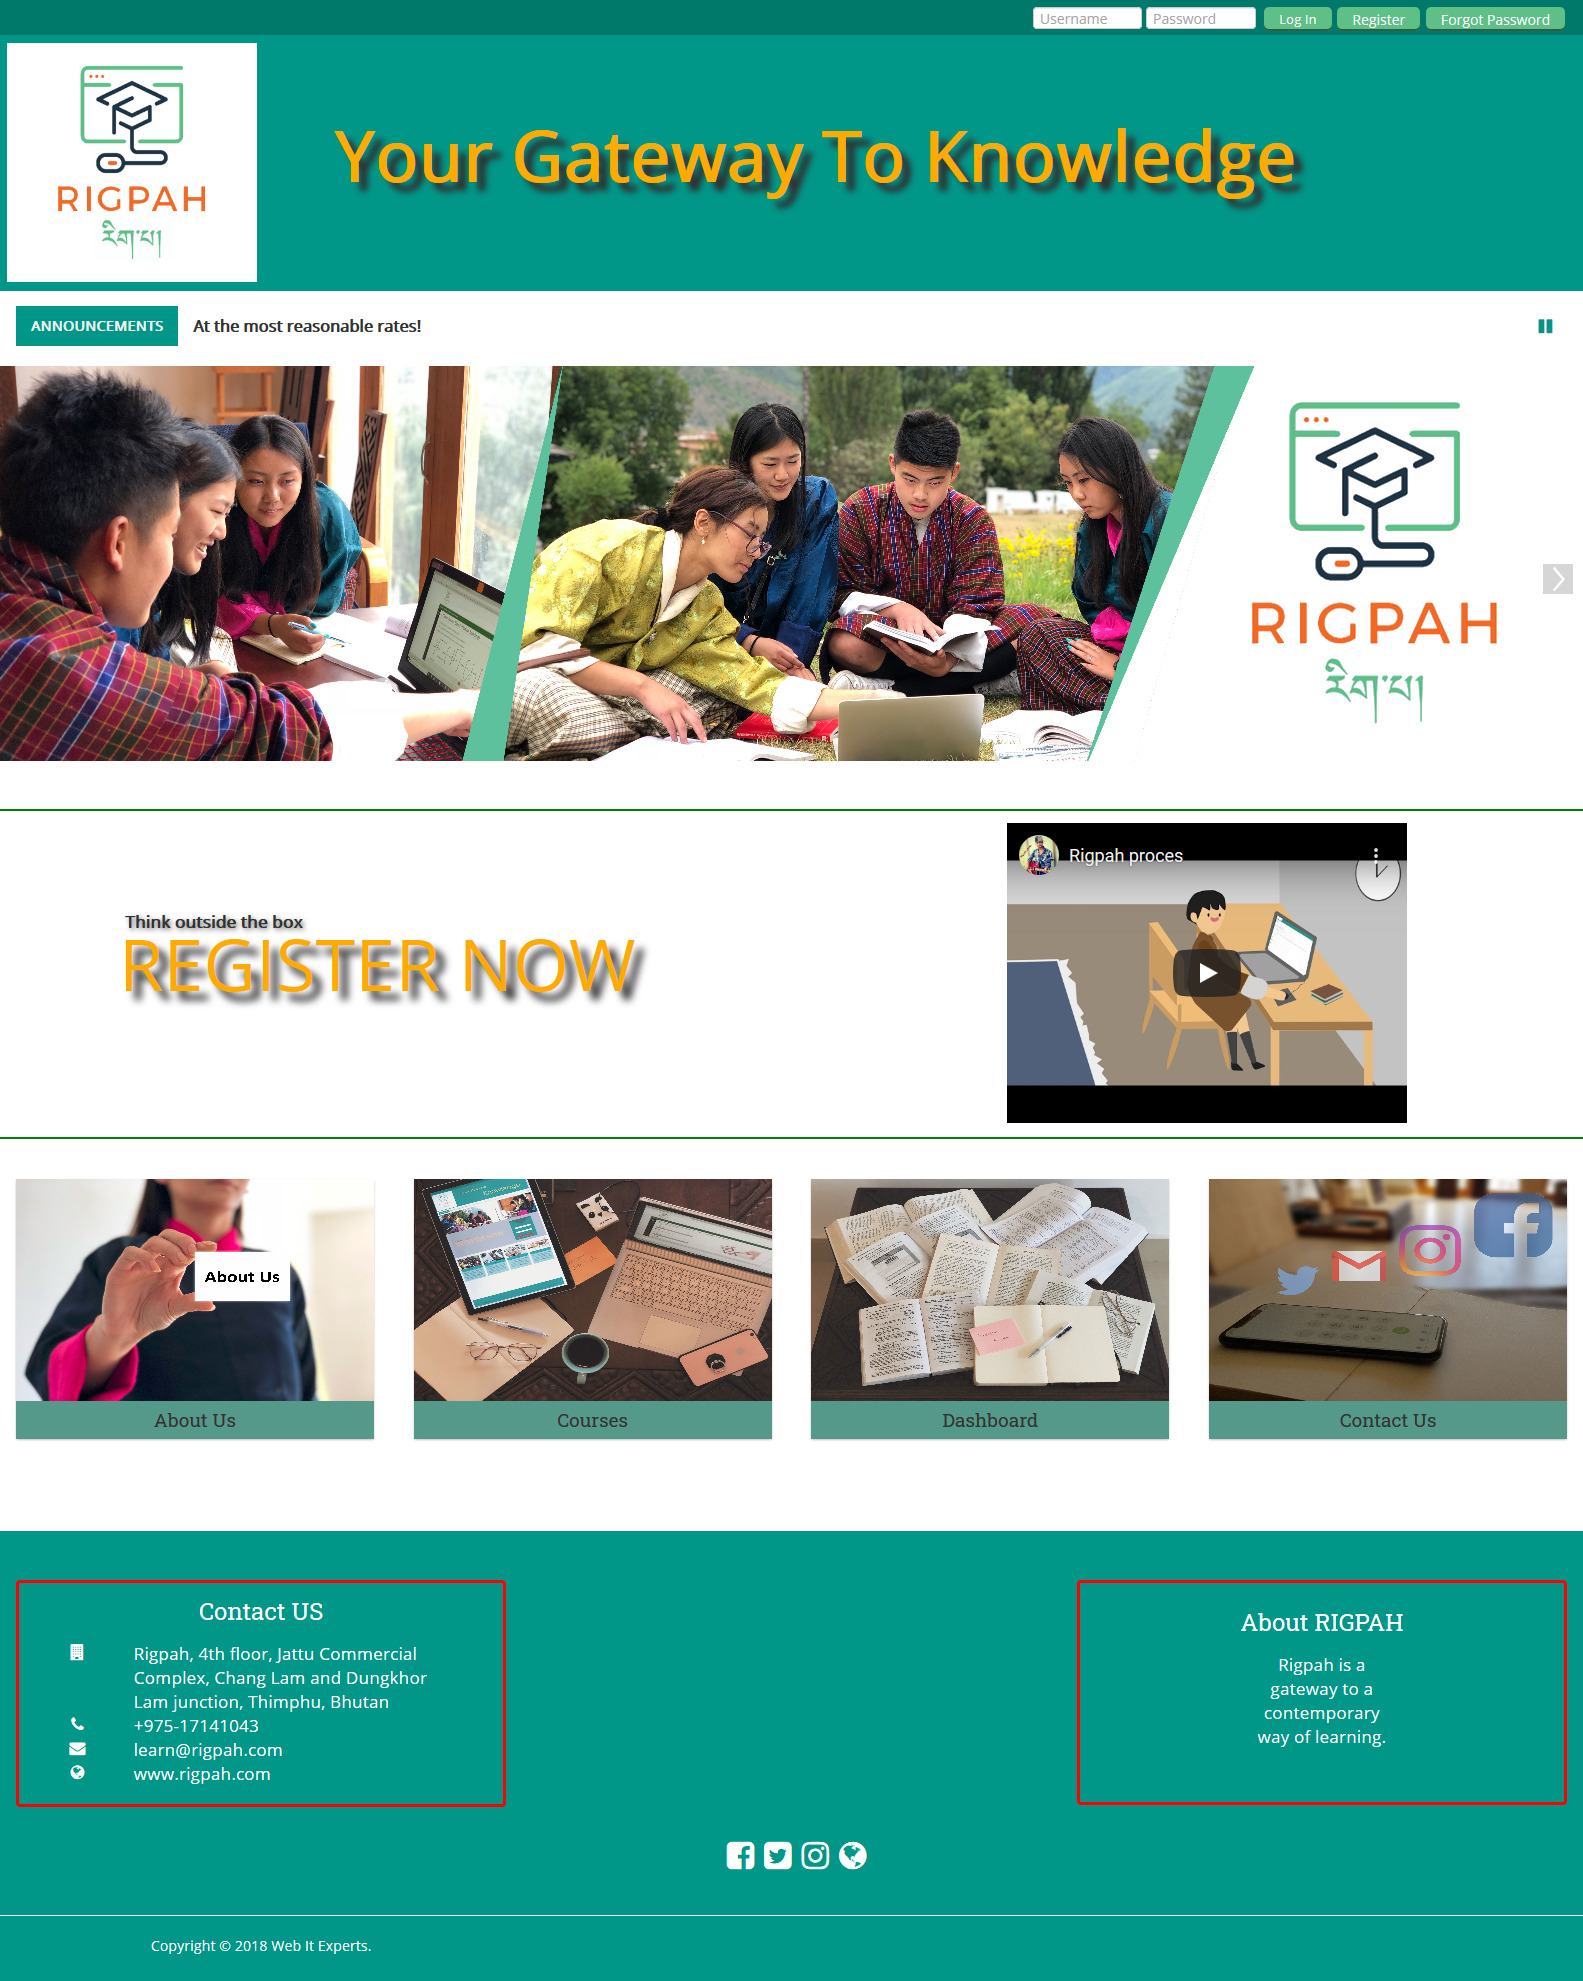 Username
Password
Log In
Register
Forgot Password
RIGPAH
རིག་པ།
Your Gateway To Knowledge
ANNOUNCEMENTS
At the most reasonable rates!
RIGPAH
རིག་པ།
Think outside the box
REGISTER NOW
Rigpah proces
About Us
About Us
Courses
Dashboard
Contact Us
Contact US
Rigpah, 4th floor, Jattu Commercial
Complex, Chang Lam and Dungkhor
Lam junction, Thimphu, Bhutan
+975-17141043
learn@rigpah.com
www.rigpah.com
About RIGPAH
Rigpah is a
gateway to a
contemporary
way of learning.
Copyright © 2018 Web It Experts.